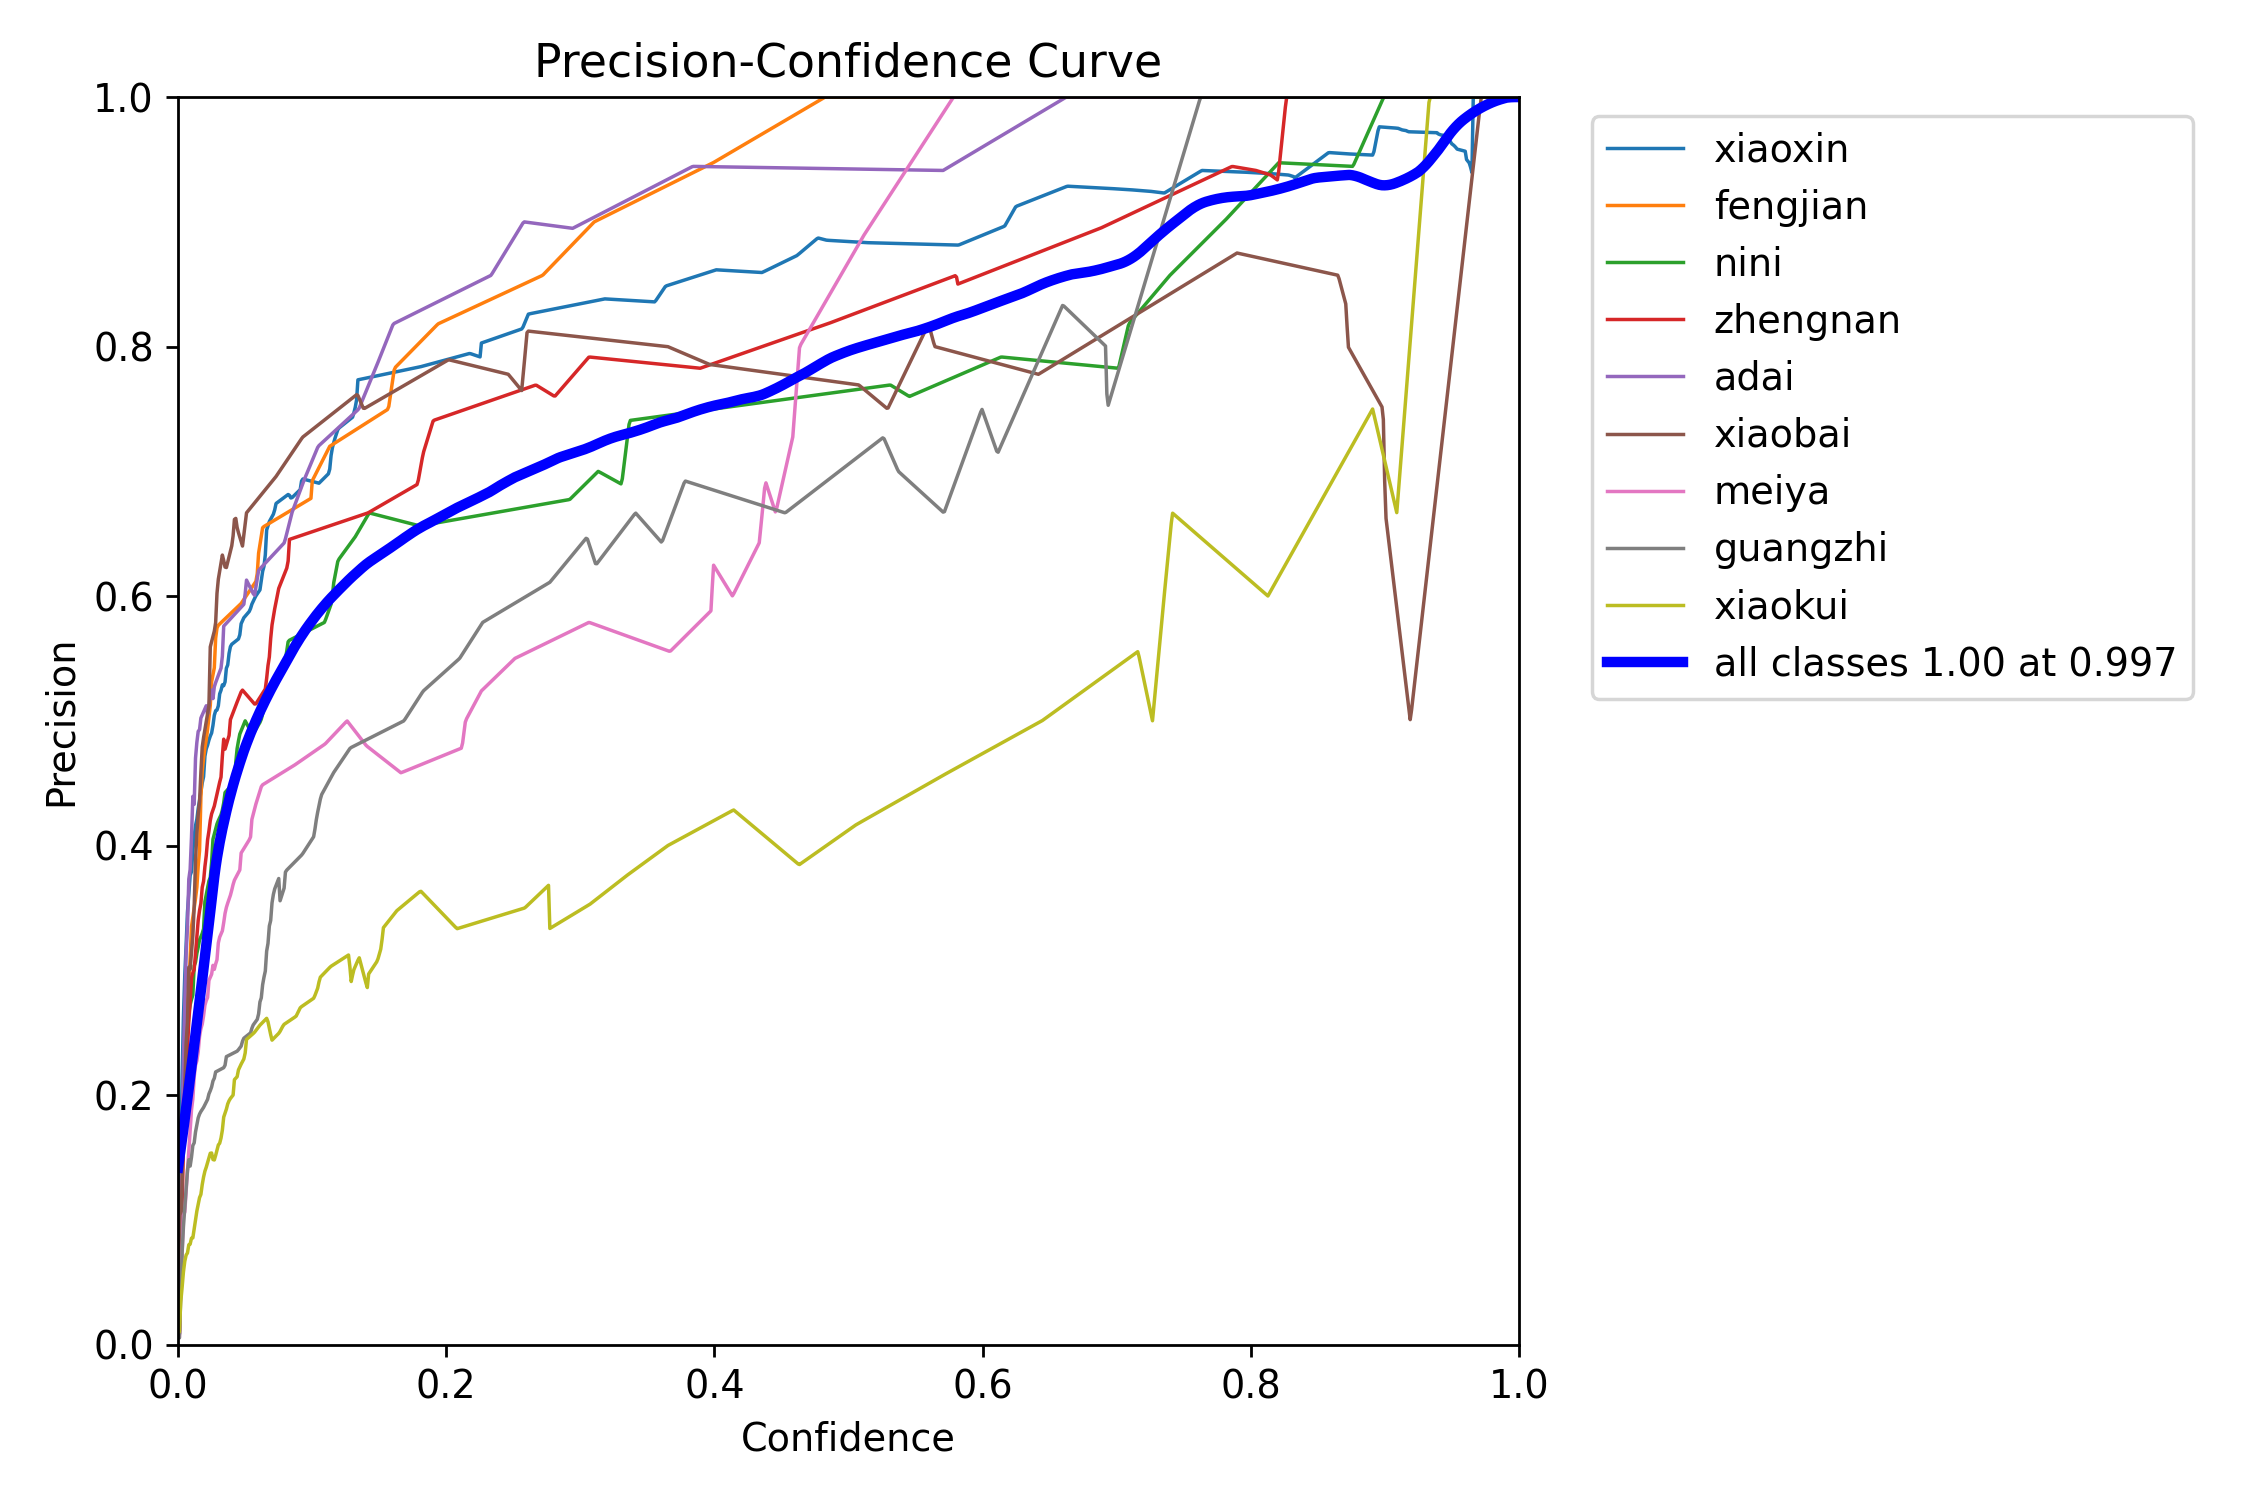 Precision-Confidence Curve
1.0
0.8
0.6
0.4
0.2
0.0
Precision
0.0 0.2 0.4 0.6 0.8 1.0
Confidence
xiaoxin
fengjian
nini
zhengnan
adai
xiaobai
meiya
guangzhi
xiaokui
all classes 1.00 at 0.997